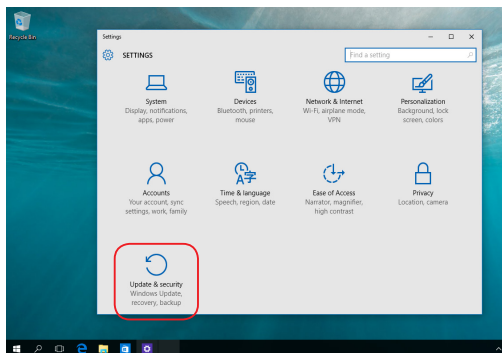 Recycle Bin
Settings
SETTINGS
Find a setting
System
Display, notifications,
apps, power
Devices
Bluetooth, printers,
mouse
Network & Internet
Wi-Fi, airplane mode,
VPN
Personalization
Background, lock
screen, colors
Accounts
Your account, sync
settings, work, family
Time & language
Speech, region, date
Ease of Access
Narrator, magnifier,
high contrast
Privacy
Location, camera
Update & security
Windows Update,
recovery, backup